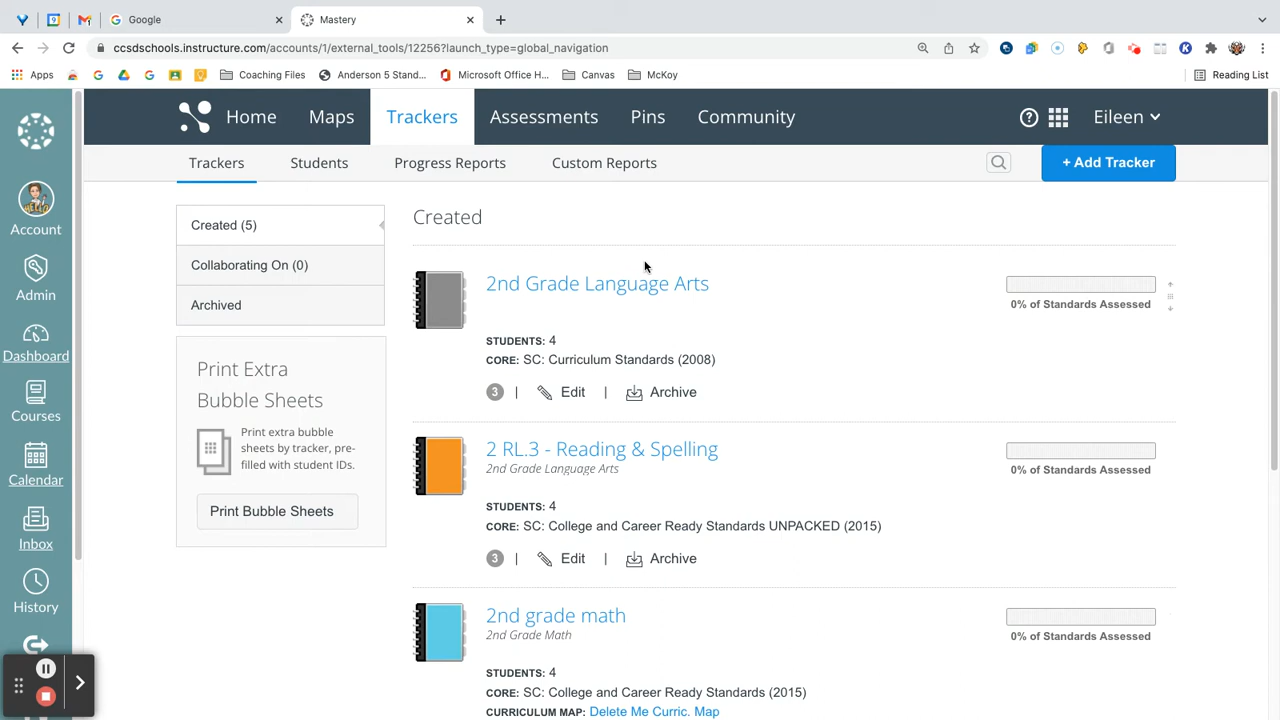 Google
Mastery
ccsdschools.instructure.com/accounts/1/external_tools/12256?launch_type=global_navigation
Apps
Coaching Files
Anderson 5 Stand...
Microsoft Office H...
Canvas
McKoy
Reading List
Home
Maps
Trackers
Assessments
Pins
Community
Eileen
Trackers
Students
Progress Reports
Custom Reports
+ Add Tracker
Account
Admin
Dashboard
Courses
Calendar
Inbox
History
Created (5)
Collaborating On (0)
Archived
Print Extra
Bubble Sheets
Print extra bubble
sheets by tracker, pre-
filled with student IDs.
Print Bubble Sheets
Created
2nd Grade Language Arts
0% of Standards Assessed
STUDENTS: 4
CORE: SC: Curriculum Standards (2008)
3 | Edit | Archive
2 RL.3 - Reading & Spelling
2nd Grade Language Arts
0% of Standards Assessed
STUDENTS: 4
CORE: SC: College and Career Ready Standards UNPACKED (2015)
3 | Edit | Archive
2nd grade math
2nd Grade Math
0% of Standards Assessed
STUDENTS: 4
CORE: SC: College and Career Ready Standards (2015)
CURRICULUM MAP: Delete Me Curric. Map